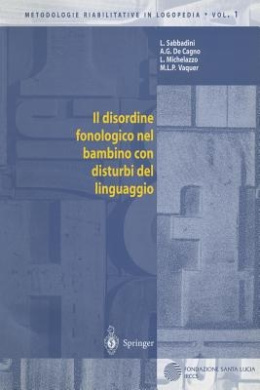 METODOLOGIE RIABILITATIVE IN LOGOPEDIA • VOL. 1
L. Sabbadini
A.G. De Cagno
L. Michelazzo
M.L.P. Vaquer
Il disordine
fonologico nel
bambino con
disturbi del
linguaggio
Springer
FONDAZIONE SANTA LUCIA
IRCCS